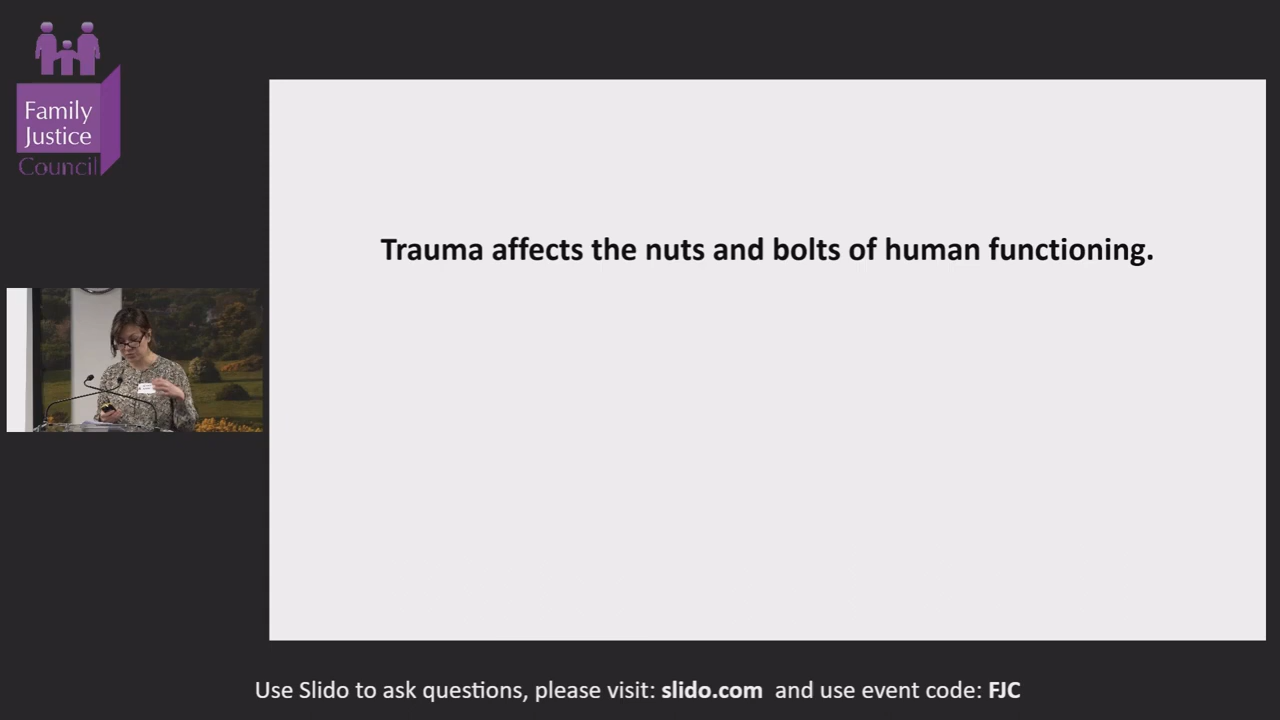 Family
Justice
Council
Trauma affects the nuts and bolts of human functioning.
Use Slido to ask questions, please visit: slido.com and use event code: FJC